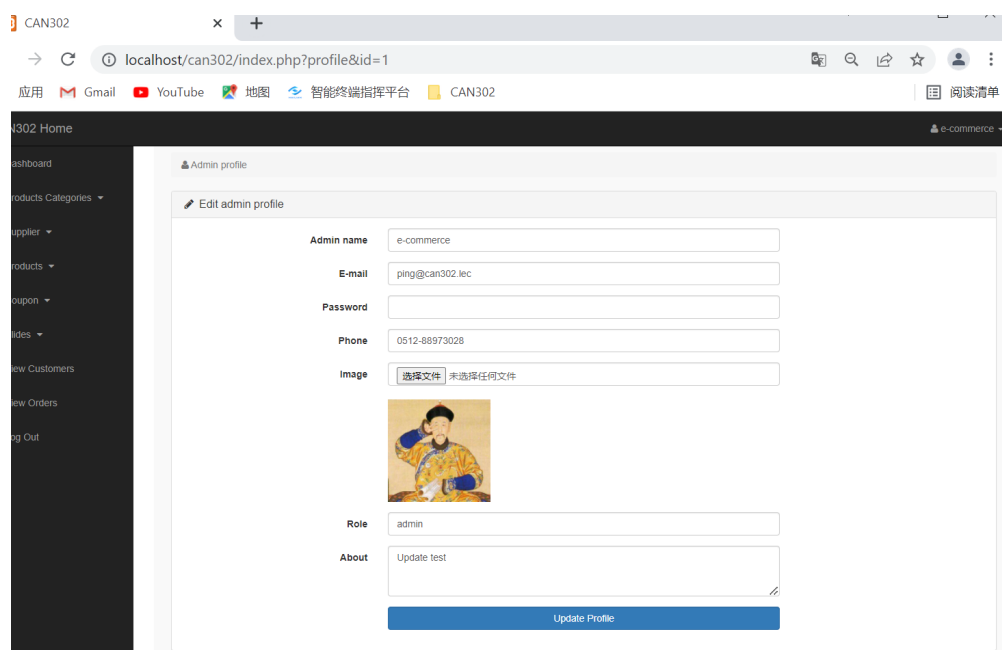 CAN302
localhost/can302/index.php?profile&id=1
应用 Gmail YouTube 地图 智能终端指挥平台 CAN302 阅读清单
N302 Home e-commerce
ashboard
Admin profile
roducts Categories
Edit admin profile
upplier
Admin name e-commerce
roducts
E-mail ping@can302.lec
oupon
Password
lides
Phone 0512-88973028
iew Customers
Image 选择文件 未选择任何文件
iew Orders
og Out
Role admin
About Update test
Update Profile